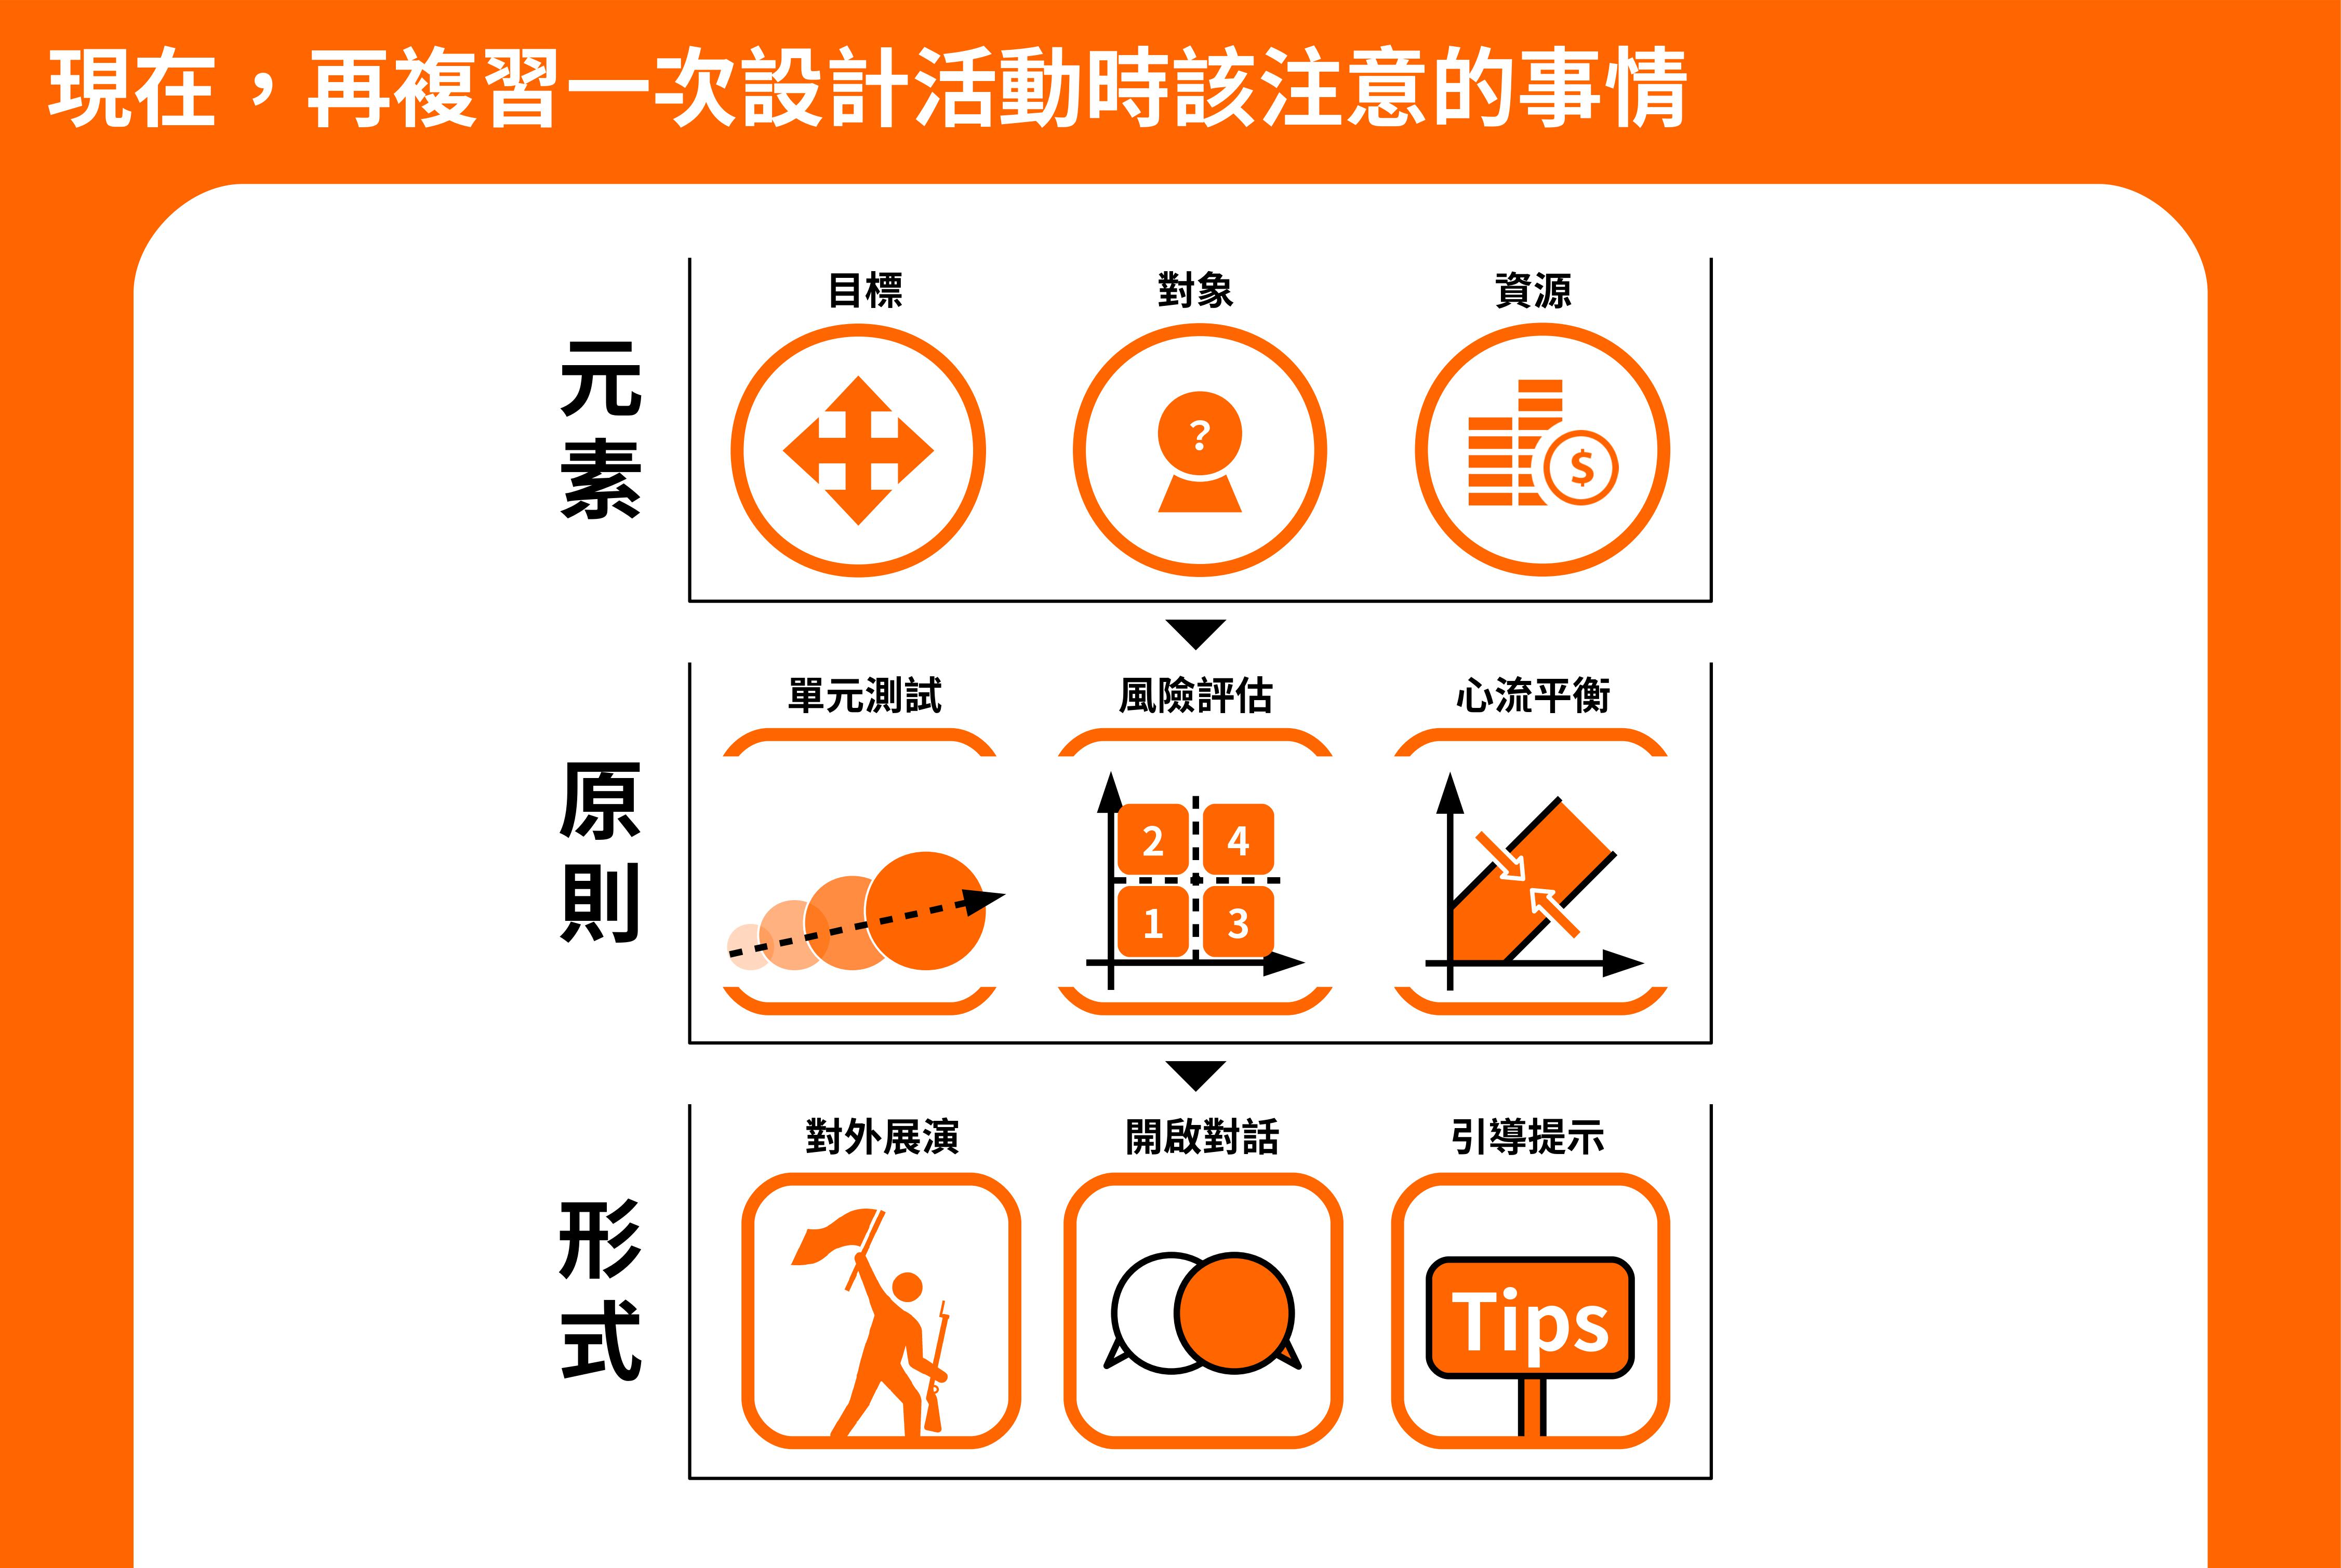 現在，再複習一次設計活動時該注意的事情
元素
目標
對象
資源
?
$
原則
單元測試
風險評估
心流平衡
2
4
1
3
形式
對外展演
開啟對話
引導提示
Tips